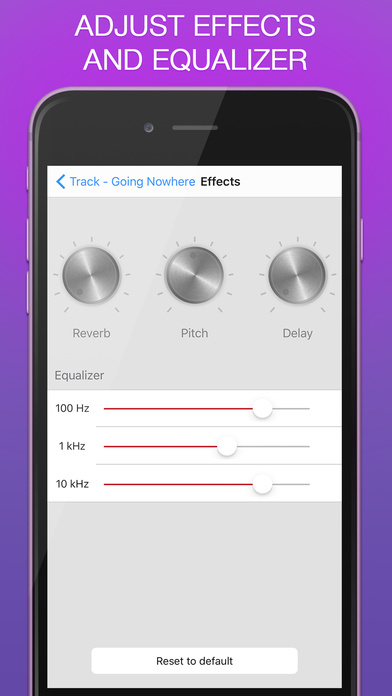 ADJUST EFFECTS
AND EQUALIZER
Track - Going Nowhere Effects
Reverb Pitch Delay
Equalizer
100 Hz
1 kHz
10 kHz
Reset to default